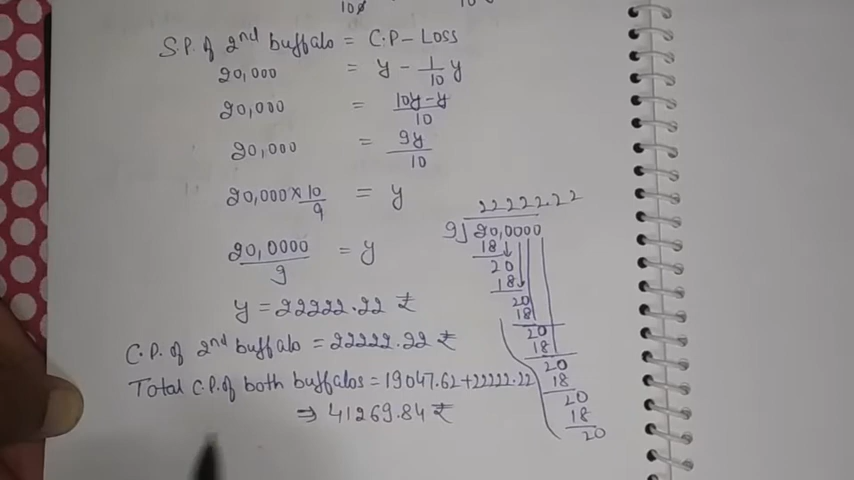 10
10
S.P. of 2nd buffalo = C.P - Loss
20,000 = y - 1/10 y
20,000 = 10y-y/10
20,000 = 9y/10
20,000 × 10/9 = y
20,0000/9 = y
y = 22222.22 ₹
C.P. of 2nd buffalo = 22222.22 ₹
Total C.P. of both buffalos = 19047.62+22222.22
⇒ 41269.84 ₹
22222.22
9)20,0000
18↓
20
18
20
18
20
18
20
18
20
18
20